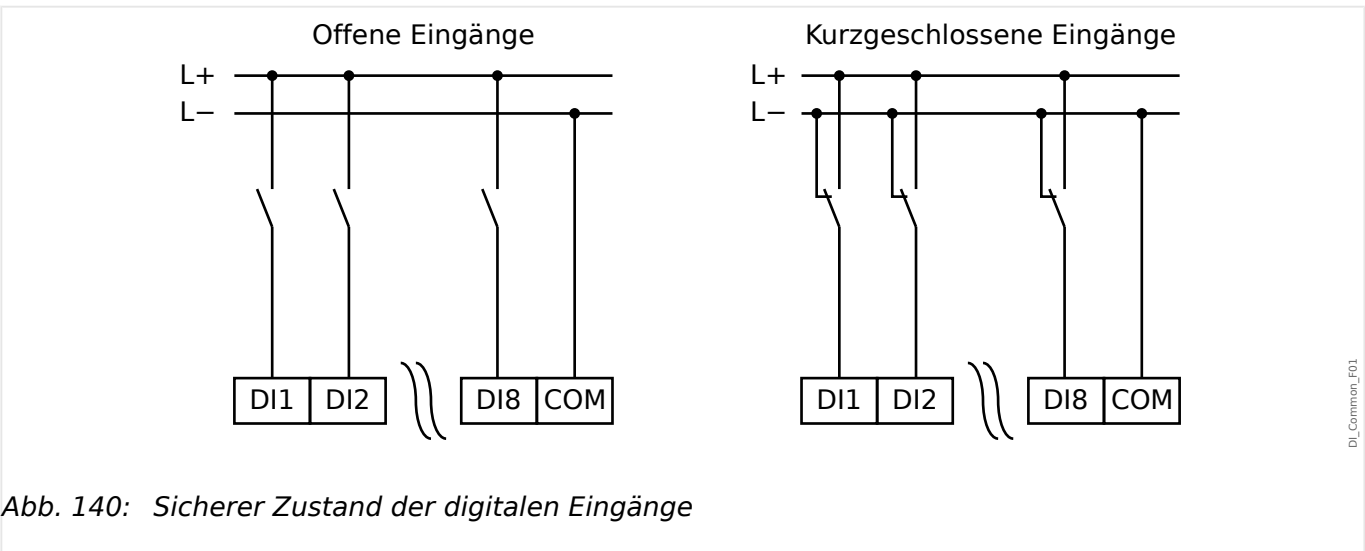 Offene Eingänge
Kurzgeschlossene Eingänge
L+
L−
DI1 DI2 DI8 COM
L+
L−
DI1 DI2 DI8 COM
DI_Common_F01
Abb. 140: Sicherer Zustand der digitalen Eingänge